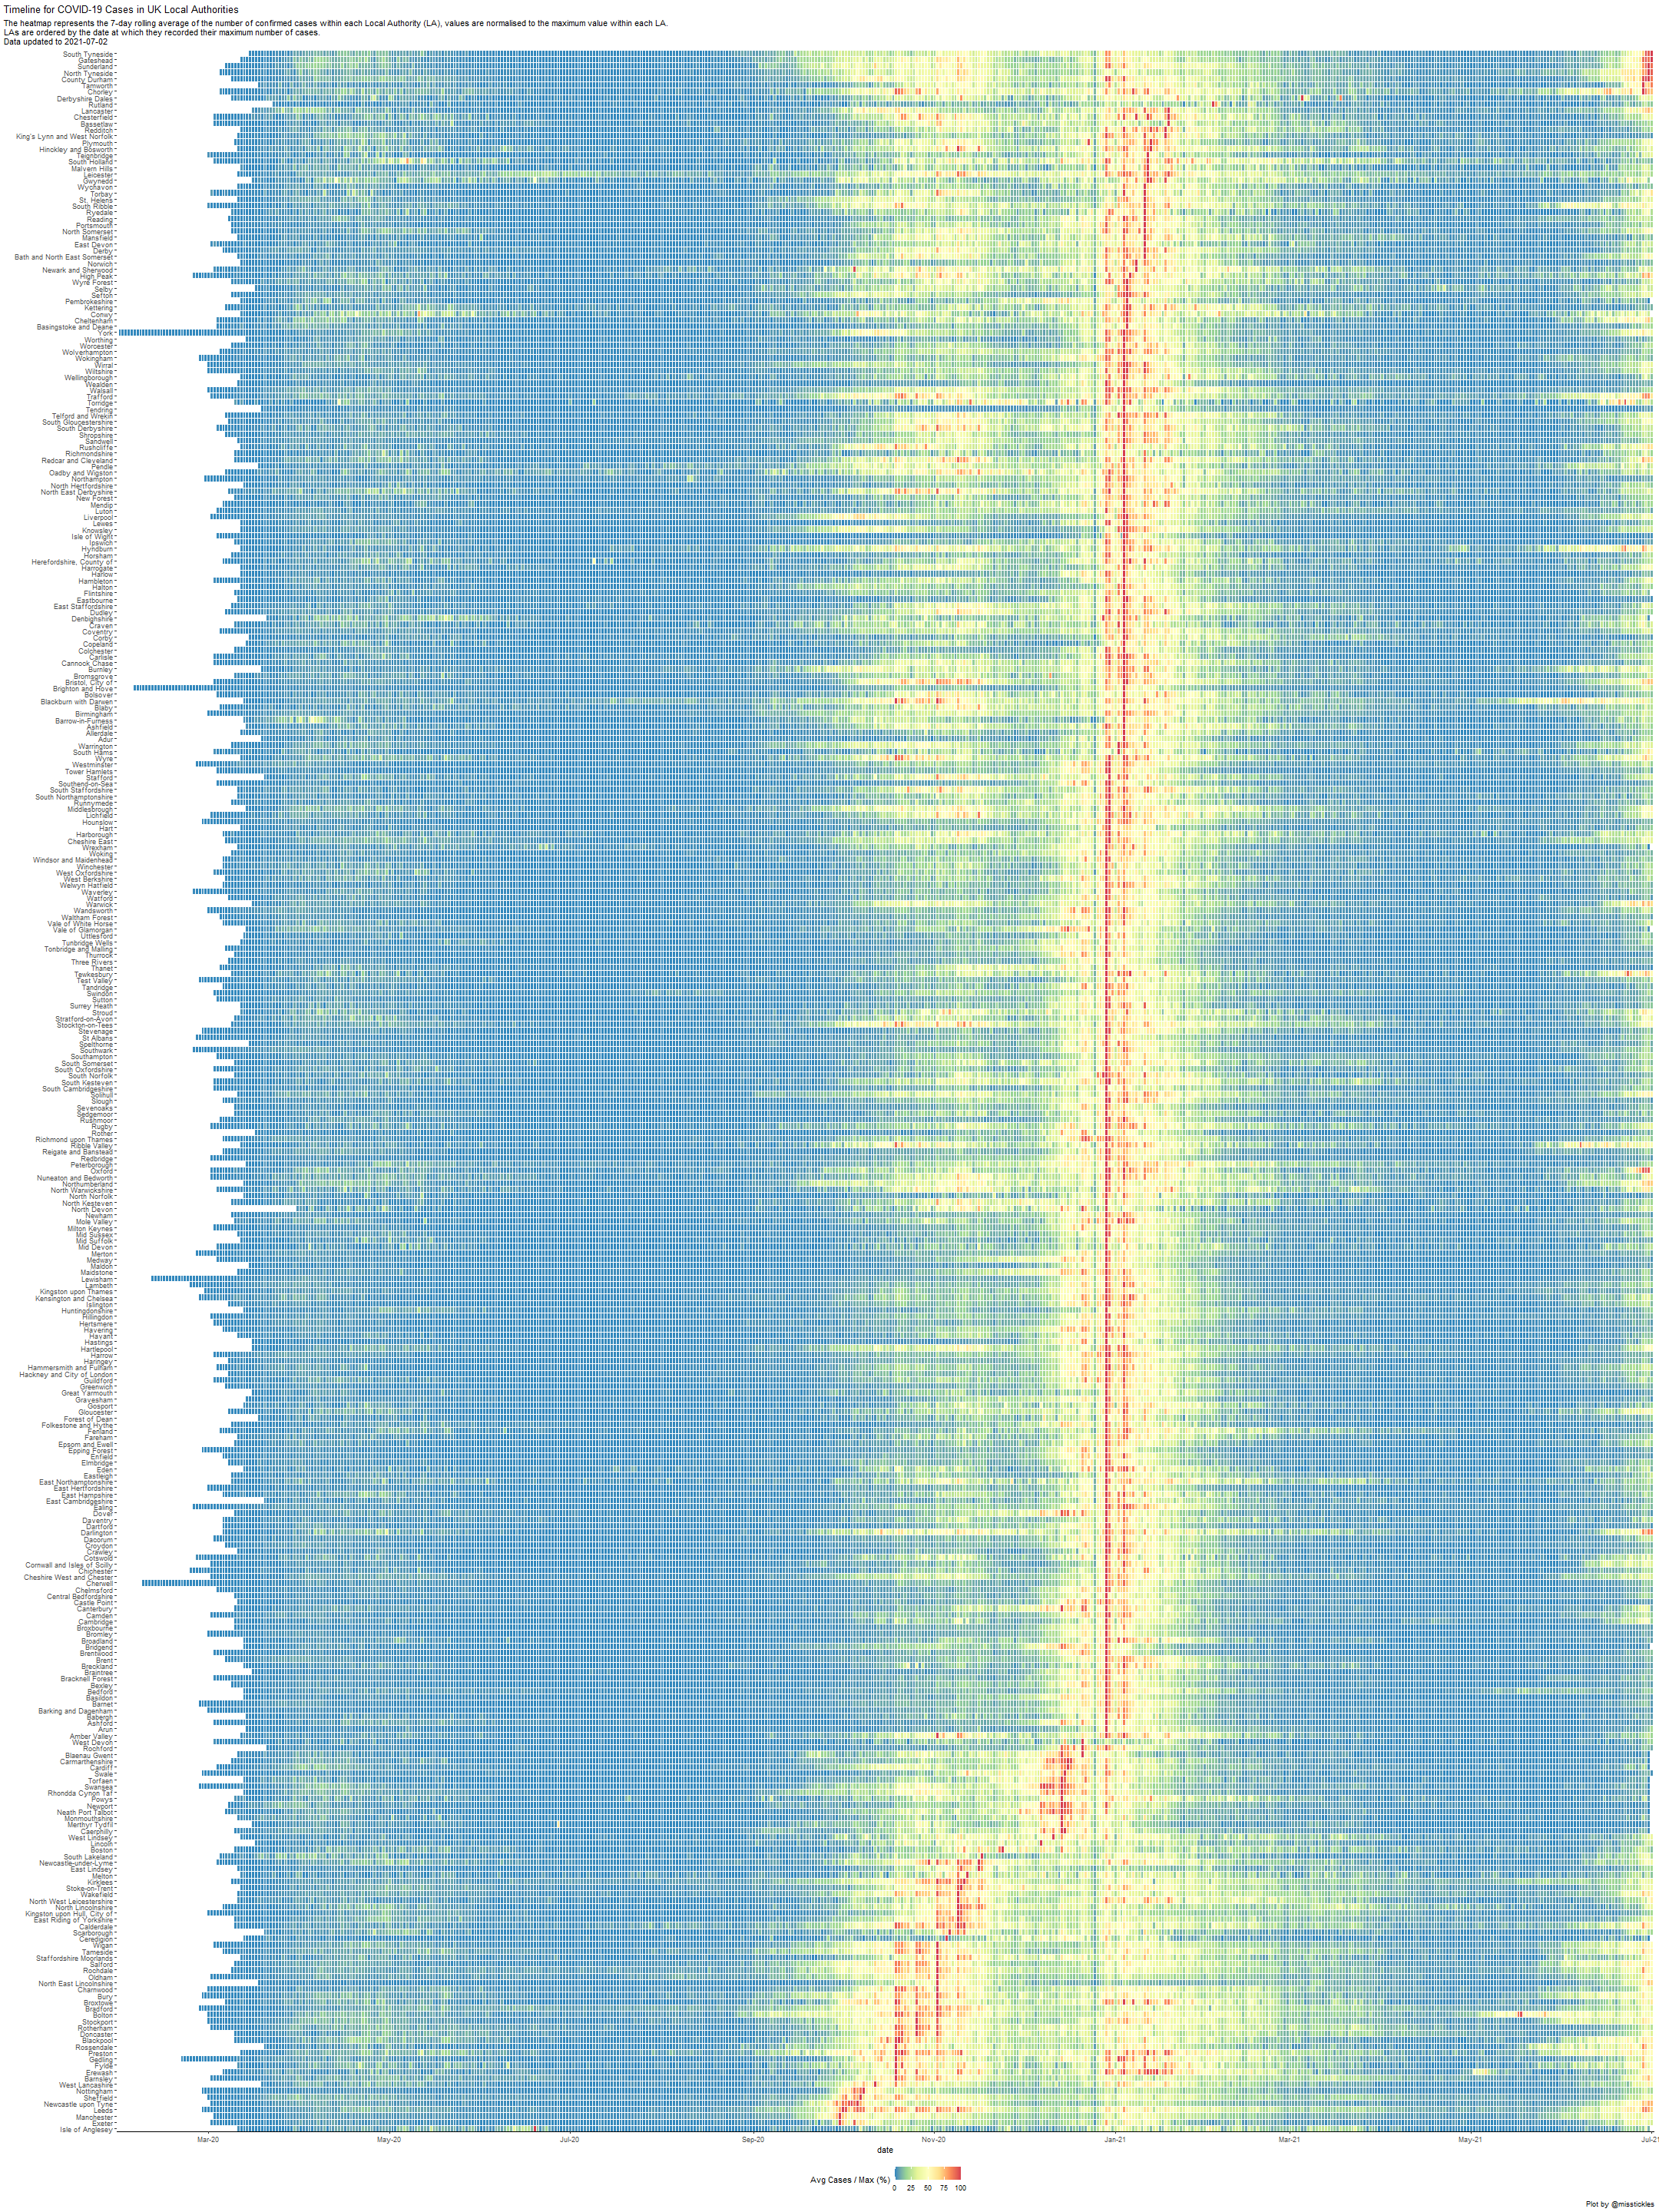 Timeline for COVID-19 Cases in UK Local Authorities
The heatmap represents the 7-day rolling average of the number of confirmed cases within each Local Authority (LA), values are normalised to the maximum value within each LA.
LAs are ordered by the date at which they recorded their maximum number of cases.
Data updated to 2021-07-02
South Tyneside
Gateshead
Sunderland
North Tyneside
County Durham
Tamworth
Chorley
Derbyshire Dales
Rutland
Lancaster
Chesterfield
Bassetlaw
Redditch
King's Lynn and West Norfolk
Plymouth
Hinckley and Bosworth
Teignbridge
South Holland
Malvern Hills
Leicester
Gwynedd
Wychavon
Torbay
St. Helens
South Ribble
Ryedale
Reading
Portsmouth
North Somerset
Mansfield
East Devon
Derby
Bath and North East Somerset
Norwich
Newark and Sherwood
High Peak
Wyre Forest
Selby
Sefton
Pembrokeshire
Kettering
Conwy
Cheltenham
Basingstoke and Deane
York
Worthing
Worcester
Wolverhampton
Wokingham
Wirral
Wiltshire
Wellingborough
Wealden
Walsall
Trafford
Torridge
Tendring
Telford and Wrekin
South Gloucestershire
South Derbyshire
Shropshire
Sandwell
Rushcliffe
Richmondshire
Redcar and Cleveland
Pendle
Oadby and Wigston
Northampton
North Hertfordshire
North East Derbyshire
New Forest
Mendip
Luton
Liverpool
Lewes
Knowsley
Isle of Wight
Ipswich
Hyndburn
Horsham
Herefordshire, County of
Harrogate
Harlow
Hambleton
Halton
Flintshire
Eastbourne
East Staffordshire
Dudley
Denbighshire
Craven
Coventry
Corby
Copeland
Colchester
Carlisle
Cannock Chase
Burnley
Bromsgrove
Bristol, City of
Brighton and Hove
Bolsover
Blackburn with Darwen
Blaby
Birmingham
Barrow-in-Furness
Ashfield
Allerdale
Adur
Warrington
South Hams
Wyre
Westminster
Tower Hamlets
Stafford
Southend-on-Sea
South Staffordshire
South Northamptonshire
Runnymede
Middlesbrough
Lichfield
Hounslow
Hart
Harborough
Cheshire East
Wrexham
Woking
Windsor and Maidenhead
Winchester
West Oxfordshire
West Berkshire
Welwyn Hatfield
Waverley
Watford
Warwick
Wandsworth
Waltham Forest
Vale of White Horse
Vale of Glamorgan
Uttlesford
Tunbridge Wells
Tonbridge and Malling
Thurrock
Three Rivers
Thanet
Tewkesbury
Test Valley
Tandridge
Swindon
Sutton
Surrey Heath
Stroud
Stratford-on-Avon
Stockton-on-Tees
Stevenage
St Albans
Spelthorne
Southwark
Southampton
South Somerset
South Oxfordshire
South Norfolk
South Kesteven
South Cambridgeshire
Solihull
Slough
Sevenoaks
Sedgemoor
Rushmoor
Rugby
Rother
Richmond upon Thames
Ribble Valley
Reigate and Banstead
Redbridge
Peterborough
Oxford
Nuneaton and Bedworth
Northumberland
North Warwickshire
North Norfolk
North Kesteven
North Devon
Newham
Mole Valley
Milton Keynes
Mid Sussex
Mid Suffolk
Mid Devon
Merton
Medway
Maldon
Maidstone
Lewisham
Lambeth
Kingston upon Thames
Kensington and Chelsea
Islington
Huntingdonshire
Hillingdon
Hertsmere
Havering
Havant
Hastings
Hartlepool
Harrow
Haringey
Hammersmith and Fulham
Hackney and City of London
Guildford
Greenwich
Great Yarmouth
Gravesham
Gosport
Gloucester
Forest of Dean
Folkestone and Hythe
Fenland
Fareham
Epsom and Ewell
Epping Forest
Enfield
Elmbridge
Eden
Eastleigh
East Northamptonshire
East Hertfordshire
East Hampshire
East Cambridgeshire
Ealing
Dover
Daventry
Dartford
Darlington
Dacorum
Croydon
Crawley
Cotswold
Cornwall and Isles of Scilly
Chichester
Cheshire West and Chester
Cherwell
Chelmsford
Central Bedfordshire
Castle Point
Canterbury
Camden
Cambridge
Broxbourne
Bromley
Broadland
Bridgend
Brentwood
Brent
Breckland
Braintree
Bracknell Forest
Bexley
Bedford
Basildon
Barnet
Barking and Dagenham
Babergh
Ashford
Arun
Amber Valley
West Devon
Rochford
Blaenau Gwent
Carmarthenshire
Cardiff
Swale
Torfaen
Swansea
Rhondda Cynon Taf
Powys
Newport
Neath Port Talbot
Monmouthshire
Merthyr Tydfil
Caerphilly
West Lindsey
Lincoln
Boston
South Lakeland
Newcastle-under-Lyme
East Lindsey
Melton
Kirklees
Stoke-on-Trent
Wakefield
North West Leicestershire
North Lincolnshire
Kingston upon Hull, City of
East Riding of Yorkshire
Calderdale
Scarborough
Ceredigion
Wigan
Tameside
Staffordshire Moorlands
Salford
Rochdale
Oldham
North East Lincolnshire
Charnwood
Bury
Broxtowe
Bradford
Bolton
Stockport
Rotherham
Doncaster
Blackpool
Rossendale
Preston
Gedling
Fylde
Erewash
Barnsley
West Lancashire
Nottingham
Sheffield
Newcastle upon Tyne
Leeds
Manchester
Exeter
Isle of Anglesey
Mar-20 May-20 Jul-20 Sep-20 Nov-20 Jan-21 Mar-21 May-21 Jul-21
date
Avg Cases / Max (%)
0 25 50 75 100
Plot by @misstickles